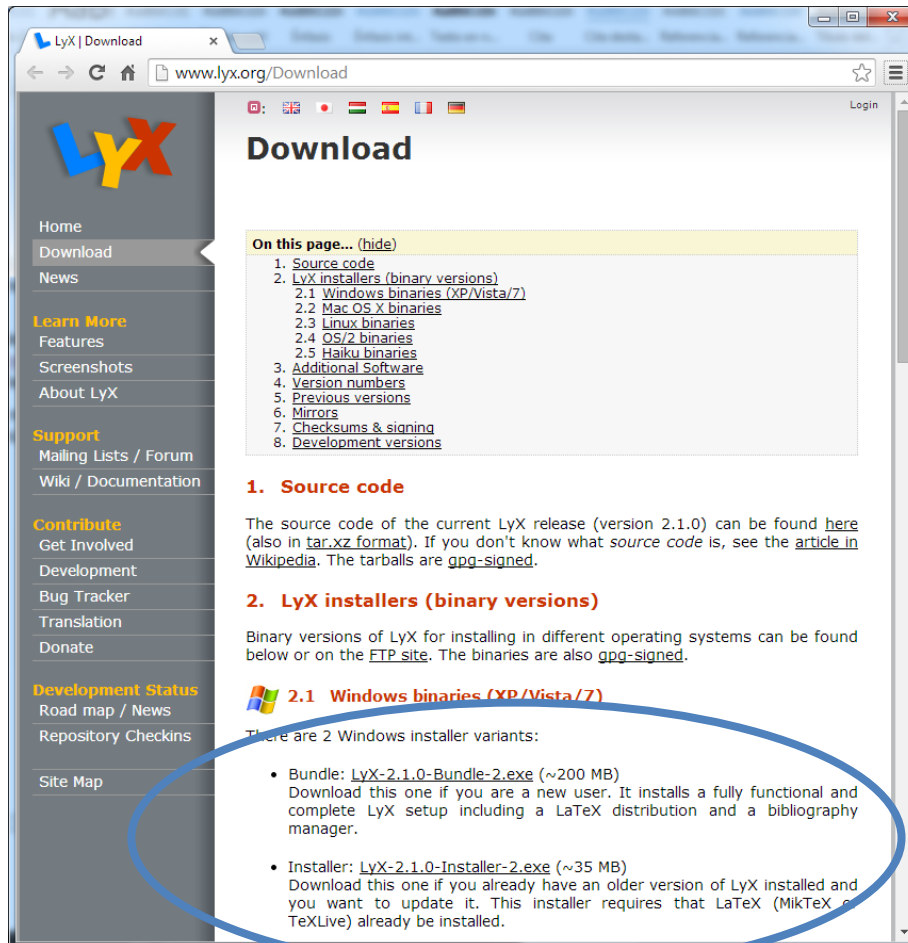 LyX | Download
www.lyx.org/Download
Login
LyX
Download
Home
Download
News
Learn More
Features
Screenshots
About LyX
Support
Mailing Lists / Forum
Wiki / Documentation
Contribute
Get Involved
Development
Bug Tracker
Translation
Donate
Development Status
Road map / News
Repository Checkins
Site Map
On this page... (hide)
1. Source code
2. LyX installers (binary versions)
2.1 Windows binaries (XP/Vista/7)
2.2 Mac OS X binaries
2.3 Linux binaries
2.4 OS/2 binaries
2.5 Haiku binaries
3. Additional Software
4. Version numbers
5. Previous versions
6. Mirrors
7. Checksums & signing
8. Development versions
1. Source code
The source code of the current LyX release (version 2.1.0) can be found here
(also in tar.xz format). If you don't know what source code is, see the article in
Wikipedia. The tarballs are gpg-signed.
2. LyX installers (binary versions)
Binary versions of LyX for installing in different operating systems can be found
below or on the FTP site. The binaries are also gpg-signed.
2.1 Windows binaries (XP/Vista/7)
There are 2 Windows installer variants:
• Bundle: LyX-2.1.0-Bundle-2.exe (~200 MB)
Download this one if you are a new user. It installs a fully functional and
complete LyX setup including a LaTeX distribution and a bibliography
manager.
• Installer: LyX-2.1.0-Installer-2.exe (~35 MB)
Download this one if you already have an older version of LyX installed and
you want to update it. This installer requires that LaTeX (MikTeX or
TeXLive) already be installed.